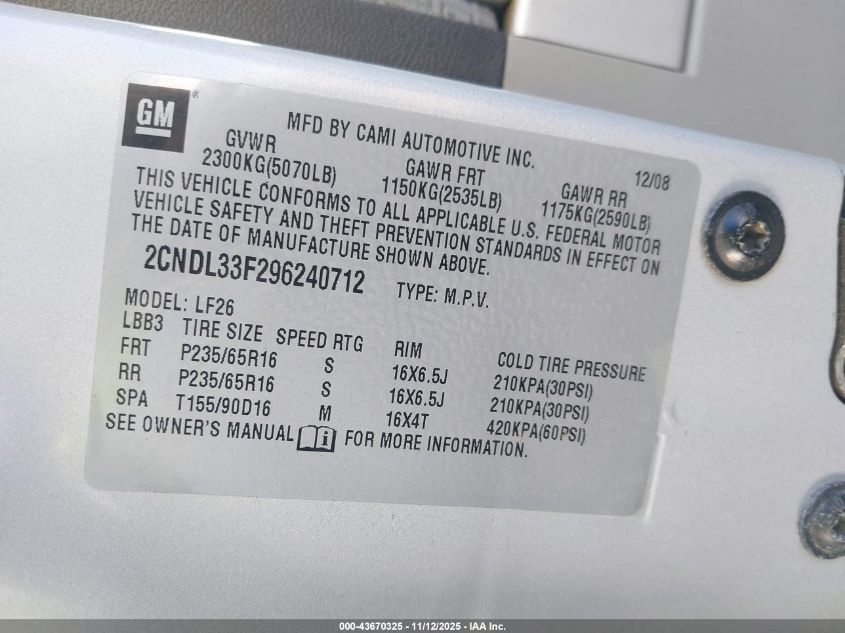 GM
MFD BY CAMI AUTOMOTIVE INC. 12/08
GVWR GAWR FRT GAWR RR
2300KG(5070LB) 1150KG(2535LB) 1175KG(2590LB)
THIS VEHICLE CONFORMS TO ALL APPLICABLE U.S. FEDERAL MOTOR
VEHICLE SAFETY AND THEFT PREVENTION STANDARDS IN EFFECT ON
THE DATE OF MANUFACTURE SHOWN ABOVE.
2CNDL33F296240712 TYPE: M.P.V.
MODEL: LF26
LBB3 TIRE SIZE SPEED RTG RIM COLD TIRE PRESSURE
FRT P235/65R16 S 16X6.5J 210KPA(30PSI)
RR P235/65R16 S 16X6.5J 210KPA(30PSI)
SPA T155/90D16 M 16X4T 420KPA(60PSI)
SEE OWNER'S MANUAL i FOR MORE INFORMATION.
000-43670325 - 11/12/2025 - IAA Inc.